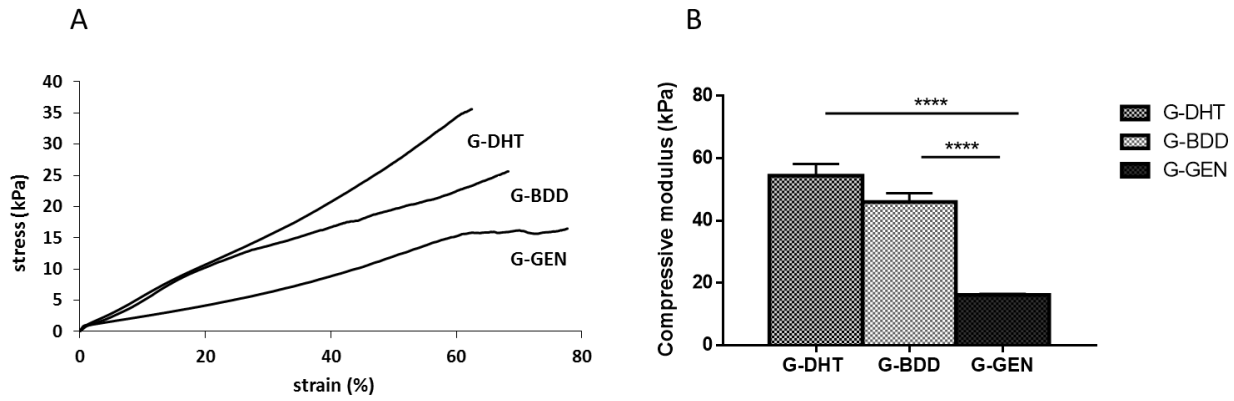 A
stress (kPa)
40
35
30
25
20
15
10
5
0
0 20 40 60 80
strain (%)
G-DHT
G-BDD
G-GEN
B
Compressive modulus (kPa)
80
60
40
20
0
****
****
G-DHT G-BDD G-GEN
G-DHT
G-BDD
G-GEN